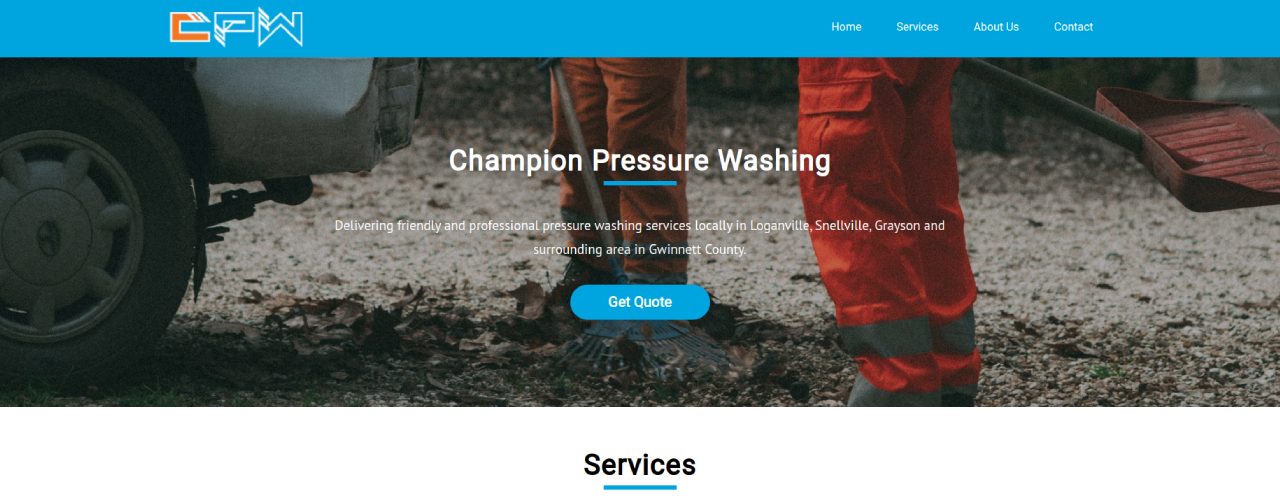 CPW
Home Services About Us Contact
Champion Pressure Washing
Delivering friendly and professional pressure washing services locally in Loganville, Snellville, Grayson and
surrounding area in Gwinnett County.
Get Quote
Services